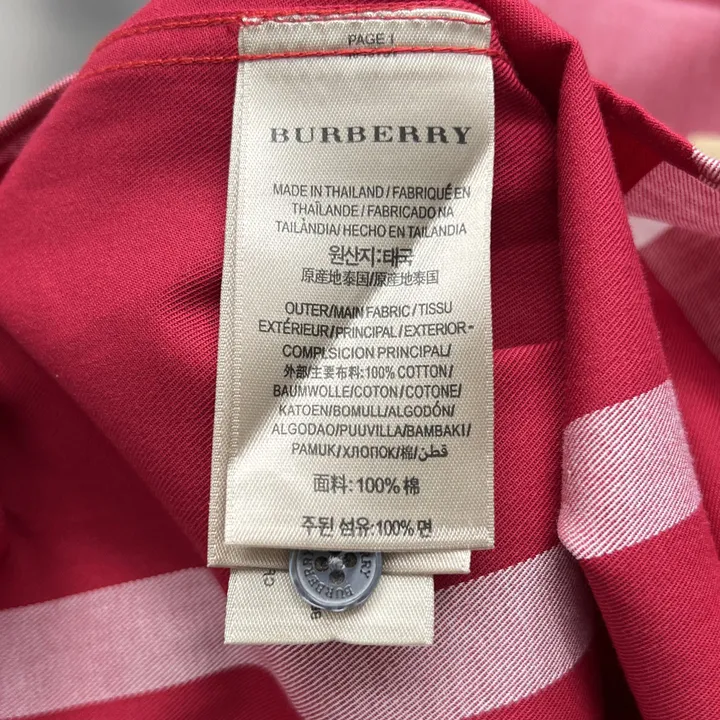 PAGE 1
BURBERRY
MADE IN THAILAND / FABRIQUÉ EN
THAÏLANDE / FABRICADO NA
TAILÂNDIA/ HECHO EN TAILANDIA
원산지:태국
原産地泰国/原産地泰国
OUTER/MAIN FABRIC/TISSU
EXTÉRIEUR/PRINCIPAL/EXTERIOR-
COMPLSICION PRINCIPAL/
外部/主要布料:100% COTTON/
BAUMWOLLE/COTON/COTONE/
KATOEN/BOMULL/ALGODÓN/
ALGODAO/PUUVILLA/BAMBAKI/
PAMUK/ХЛОПОК/棉/قطن/
面料:100% 棉
주된 섬유:100% 면
BURBERRY